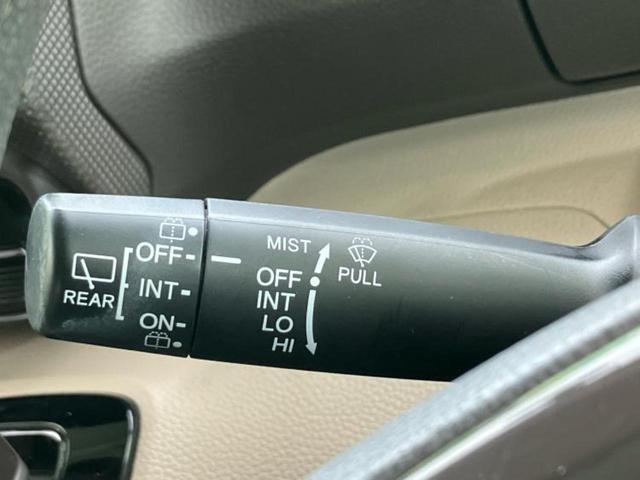 REAR
OFF
INT
ON
MIST
OFF
INT
LO
HI
PULL